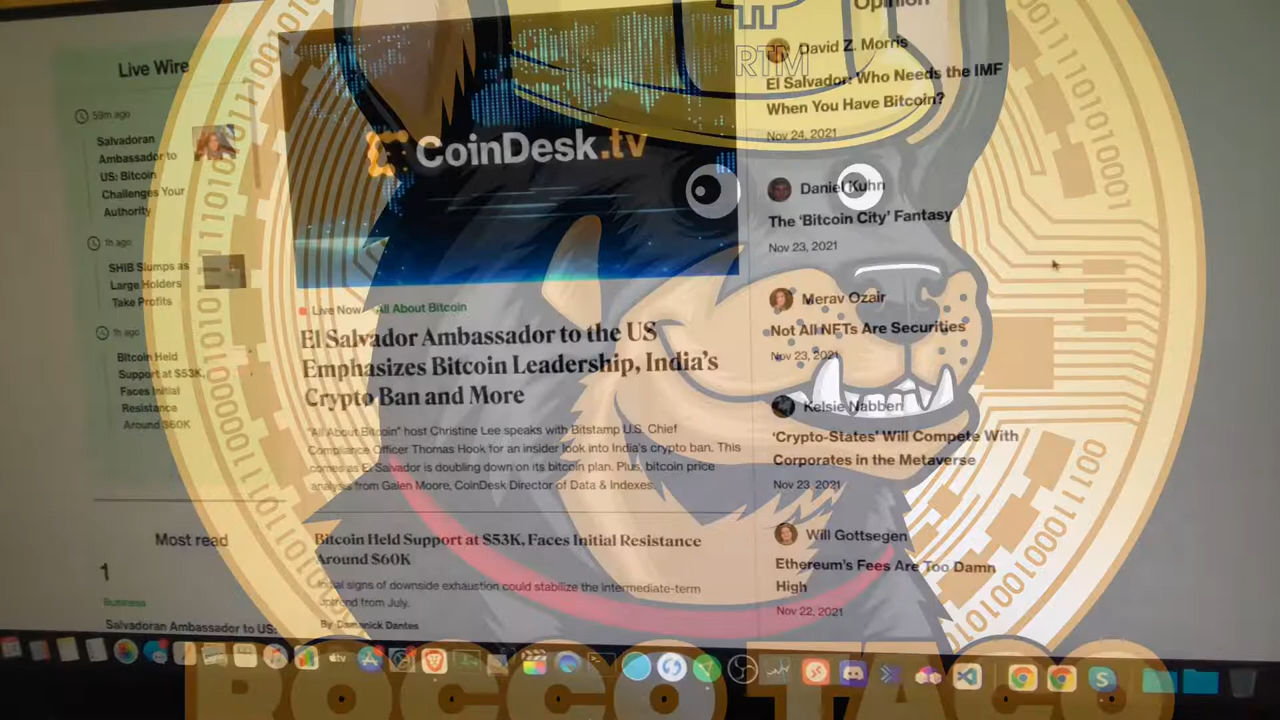 Live Wire
59m ago
Salvadoran
Ambassador to
US: Bitcoin
Challenges Your
Authority
1h ago
SHIB Slumps as
Large Holders
Take Profits
1h ago
Bitcoin Held
Support at $53K,
Faces Initial
Resistance
Around $60K
Most read
1
Business
Salvadoran Ambassador to US:
CoinDesk.tv
Live Now All About Bitcoin
El Salvador Ambassador to the US
Emphasizes Bitcoin Leadership, India's
Crypto Ban and More
"All About Bitcoin" host Christine Lee speaks with Bitstamp U.S. Chief
Compliance Officer Thomas Hook for an insider look into India's crypto ban. This
comes as El Salvador is doubling down on its bitcoin plan. Plus, bitcoin price
analysis from Galen Moore, CoinDesk Director of Data & Indexes.
Bitcoin Held Support at $53K, Faces Initial Resistance
Around $60K
Initial signs of downside exhaustion could stabilize the intermediate-term
uptrend from July.
By Damanick Dantes
Opinion
David Z. Morris
El Salvador: Who Needs the IMF
When You Have Bitcoin?
Nov 24, 2021
Daniel Kuhn
The 'Bitcoin City' Fantasy
Nov 23, 2021
Merav Ozair
Not All NFTs Are Securities
Nov 23, 2021
Kelsie Nabben
'Crypto-States' Will Compete With
Corporates in the Metaverse
Nov 23, 2021
Will Gottsegen
Ethereum's Fees Are Too Damn
High
Nov 22, 2021
RTM
tv
ROCCO TACO